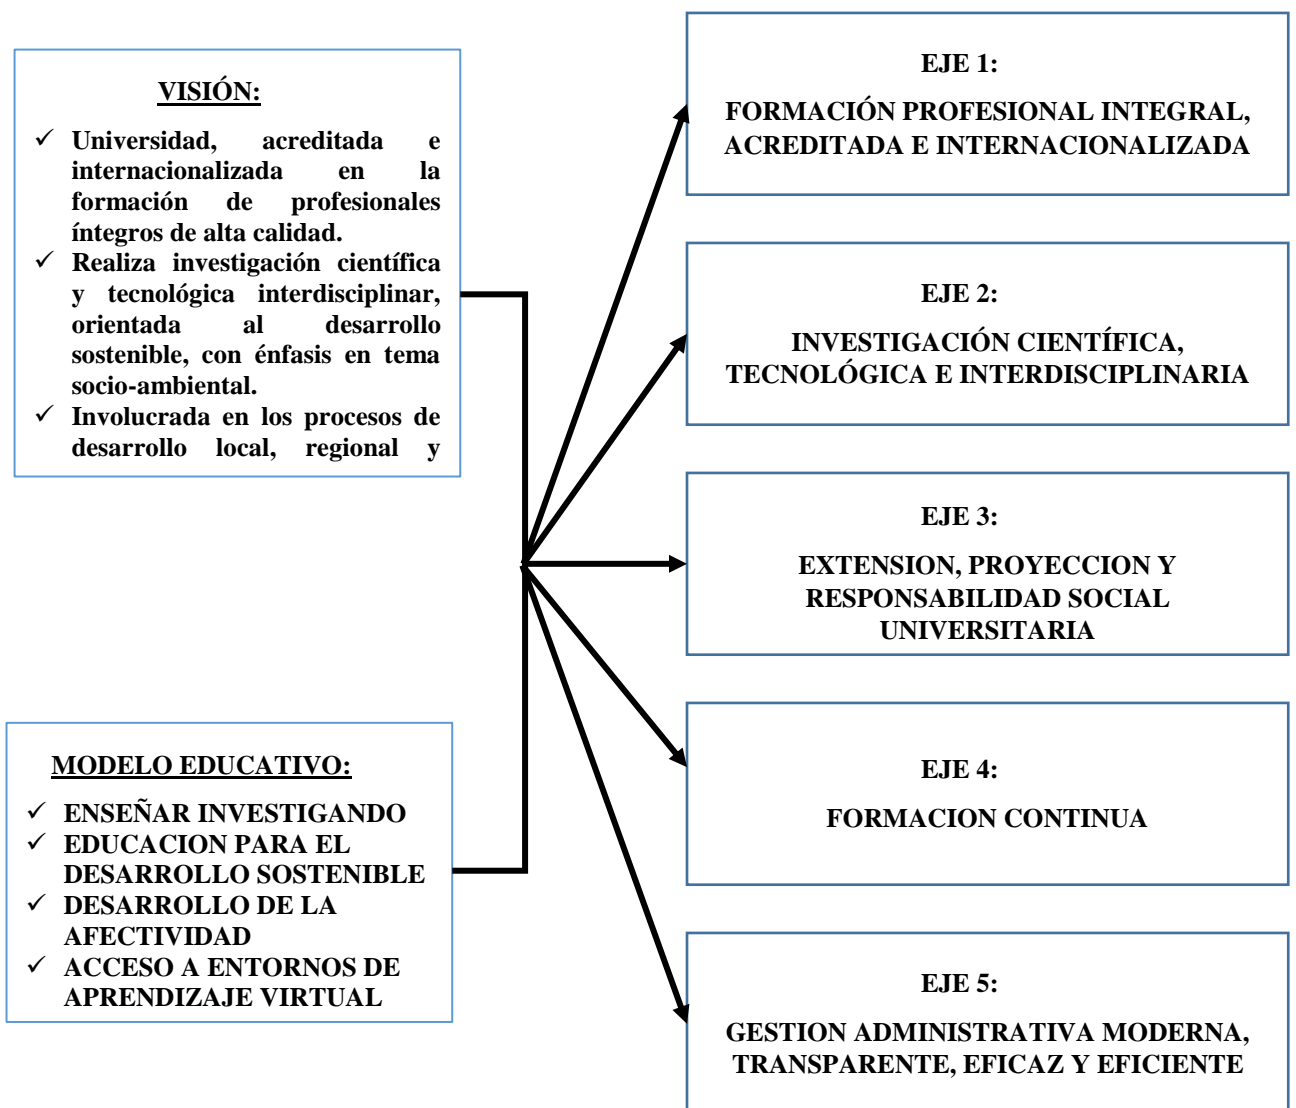 VISIÓN:
✓ Universidad, acreditada e
internacionalizada en la
formación de profesionales
íntegros de alta calidad.
✓ Realiza investigación científica
y tecnológica interdisciplinar,
orientada al desarrollo
sostenible, con énfasis en tema
socio-ambiental.
✓ Involucrada en los procesos de
desarrollo local, regional y
MODELO EDUCATIVO:
✓ ENSEÑAR INVESTIGANDO
✓ EDUCACION PARA EL
DESARROLLO SOSTENIBLE
✓ DESARROLLO DE LA
AFECTIVIDAD
✓ ACCESO A ENTORNOS DE
APRENDIZAJE VIRTUAL
EJE 1:
FORMACIÓN PROFESIONAL INTEGRAL,
ACREDITADA E INTERNACIONALIZADA
EJE 2:
INVESTIGACIÓN CIENTÍFICA,
TECNOLÓGICA E INTERDISCIPLINARIA
EJE 3:
EXTENSION, PROYECCION Y
RESPONSABILIDAD SOCIAL
UNIVERSITARIA
EJE 4:
FORMACION CONTINUA
EJE 5:
GESTION ADMINISTRATIVA MODERNA,
TRANSPARENTE, EFICAZ Y EFICIENTE